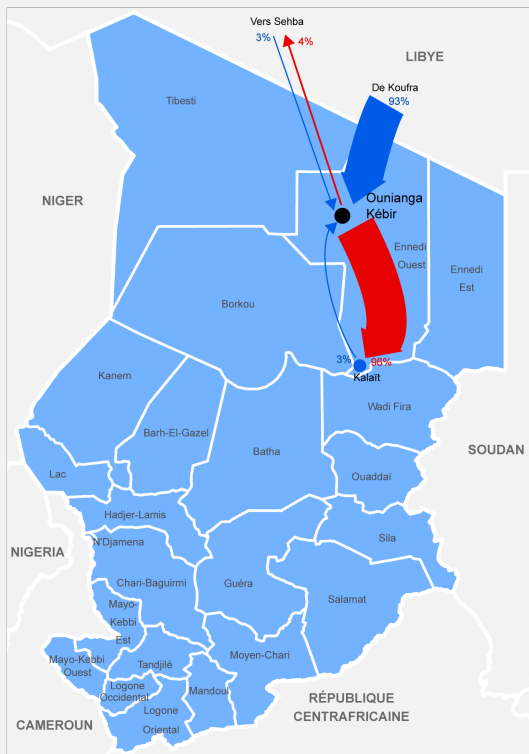 Vers Sehba
3%
4%
LIBYE
De Koufra
93%
Tibesti
NIGER
Ounianga
Kébir
Ennedi
Ouest
Ennedi
Est
Borkou
3%
96%
Kalaït
Kanem
Wadi Fira
Barh-El-Gazel
Batha
SOUDAN
Lac
Ouaddaï
Hadjer-Lamis
N'Djamena
NIGERIA
Sila
Chari-Baguirmi
Guéra
Salamat
Mayo-
Kebbi
Est
Mayo-Kebbi
Ouest
Tandjilé
Moyen-Chari
Logone
Occidental
Mandoul
Logone
Oriental
RÉPUBLIQUE
CENTRAFRICAINE
CAMEROUN